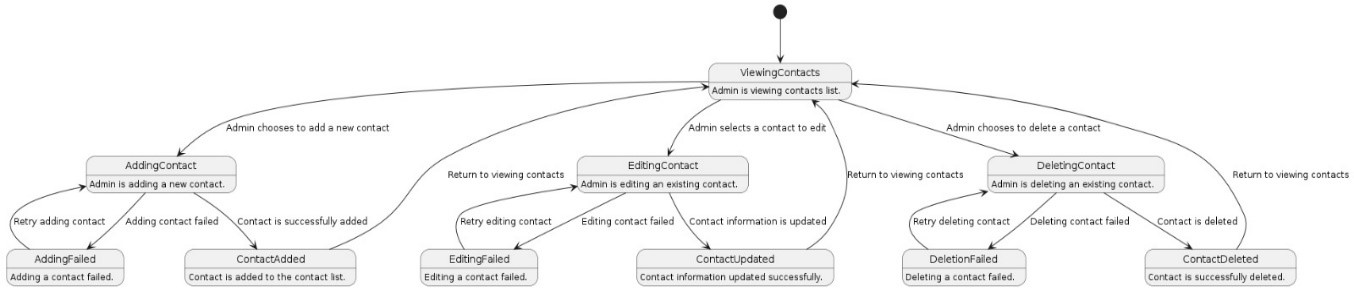 ViewingContacts
Admin is viewing contacts list.
Admin chooses to add a new contact
Admin selects a contact to edit
Admin chooses to delete a contact
AddingContact
Admin is adding a new contact.
EditingContact
Admin is editing an existing contact.
DeletingContact
Admin is deleting an existing contact.
Return to viewing contacts
Return to viewing contacts
Return to viewing contacts
Retry adding contact
Adding contact failed
Contact is successfully added
Retry editing contact
Editing contact failed
Contact information is updated
Retry deleting contact
Deleting contact failed
Contact is deleted
AddingFailed
Adding a contact failed.
ContactAdded
Contact is added to the contact list.
EditingFailed
Editing a contact failed.
ContactUpdated
Contact information updated successfully.
DeletionFailed
Deleting a contact failed.
ContactDeleted
Contact is successfully deleted.